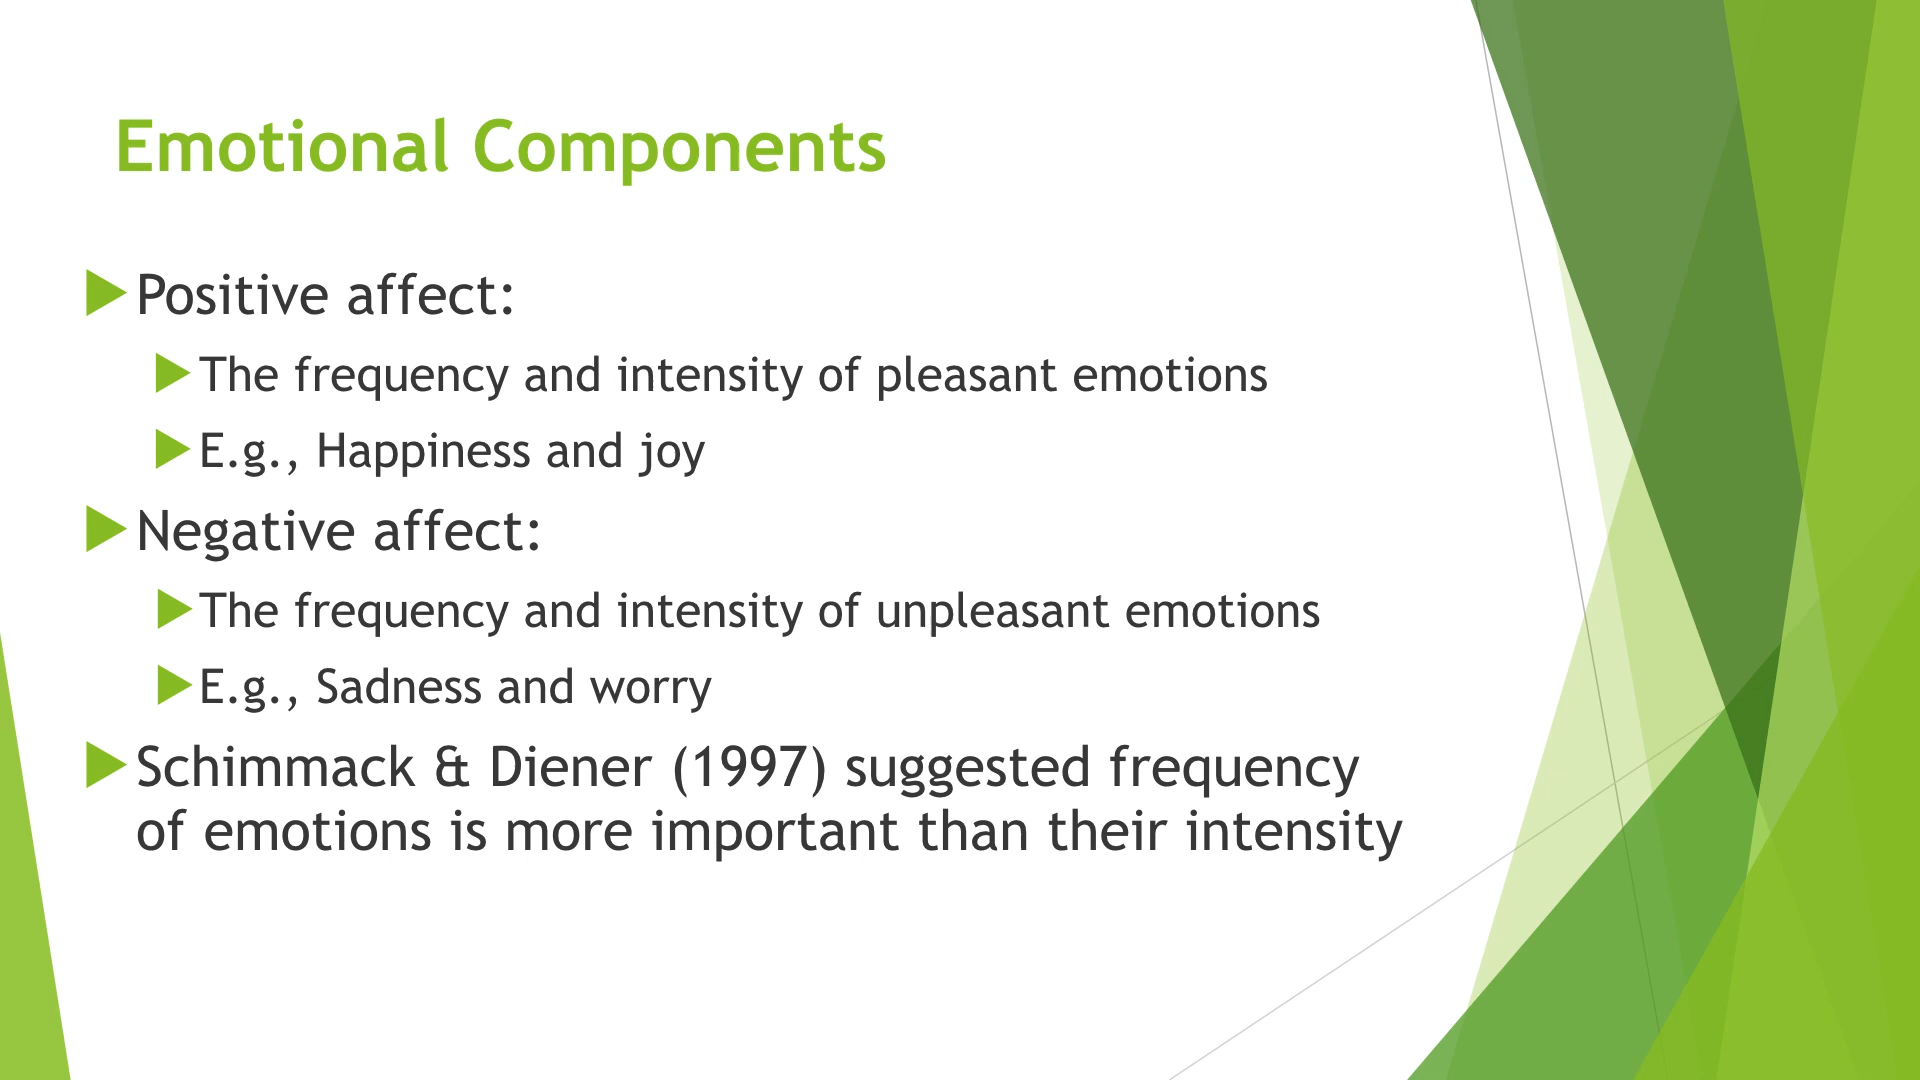 Emotional Components
Positive affect:
The frequency and intensity of pleasant emotions
E.g., Happiness and joy
Negative affect:
The frequency and intensity of unpleasant emotions
E.g., Sadness and worry
Schimmack & Diener (1997) suggested frequency
of emotions is more important than their intensity